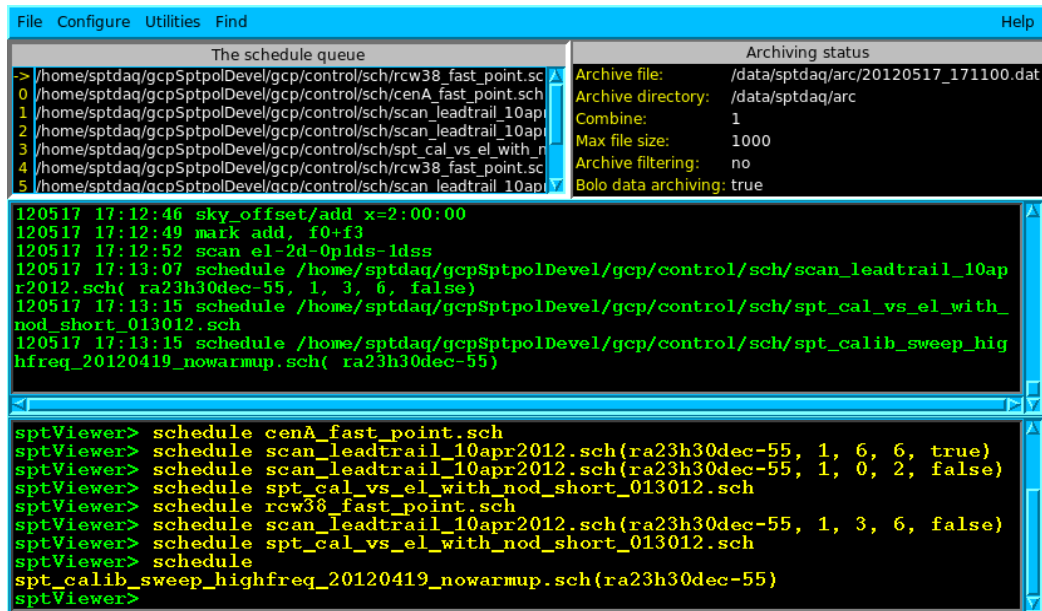 File Configure Utilities Find Help
The schedule queue
-> /home/sptdaq/gcpSptpolDevel/gcp/control/sch/rcw38_fast_point.sc
0 /home/sptdaq/gcpSptpolDevel/gcp/control/sch/cenA_fast_point.sch
1 /home/sptdaq/gcpSptpolDevel/gcp/control/sch/scan_leadtrail_10apr
2 /home/sptdaq/gcpSptpolDevel/gcp/control/sch/scan_leadtrail_10apr
3 /home/sptdaq/gcpSptpolDevel/gcp/control/sch/spt_cal_vs_el_with_n
4 /home/sptdaq/gcpSptpolDevel/gcp/control/sch/rcw38_fast_point.sc
5 /home/sptdaq/gcpSptpolDevel/gcp/control/sch/scan_leadtrail_10apr
Archiving status
Archive file: /data/sptdaq/arc/20120517_171100.dat
Archive directory: /data/sptdaq/arc
Combine: 1
Max file size: 1000
Archive filtering: no
Bolo data archiving: true
120517 17:12:46 sky_offset/add x=2:00:00
120517 17:12:49 mark add, f0+f3
120517 17:12:52 scan el-2d-0p1ds-1dss
120517 17:13:07 schedule /home/sptdaq/gcpSptpolDevel/gcp/control/sch/scan_leadtrail_10ap
r2012.sch( ra23h30dec-55, 1, 3, 6, false)
120517 17:13:15 schedule /home/sptdaq/gcpSptpolDevel/gcp/control/sch/spt_cal_vs_el_with_
nod_short_013012.sch
120517 17:13:15 schedule /home/sptdaq/gcpSptpolDevel/gcp/control/sch/spt_calib_sweep_hig
hfreq_20120419_nowarmup.sch( ra23h30dec-55)
sptViewer> schedule cenA_fast_point.sch
sptViewer> schedule scan_leadtrail_10apr2012.sch(ra23h30dec-55, 1, 6, 6, true)
sptViewer> schedule scan_leadtrail_10apr2012.sch(ra23h30dec-55, 1, 0, 2, false)
sptViewer> schedule spt_cal_vs_el_with_nod_short_013012.sch
sptViewer> schedule rcw38_fast_point.sch
sptViewer> schedule scan_leadtrail_10apr2012.sch(ra23h30dec-55, 1, 3, 6, false)
sptViewer> schedule spt_cal_vs_el_with_nod_short_013012.sch
sptViewer> schedule
spt_calib_sweep_highfreq_20120419_nowarmup.sch(ra23h30dec-55)
sptViewer>